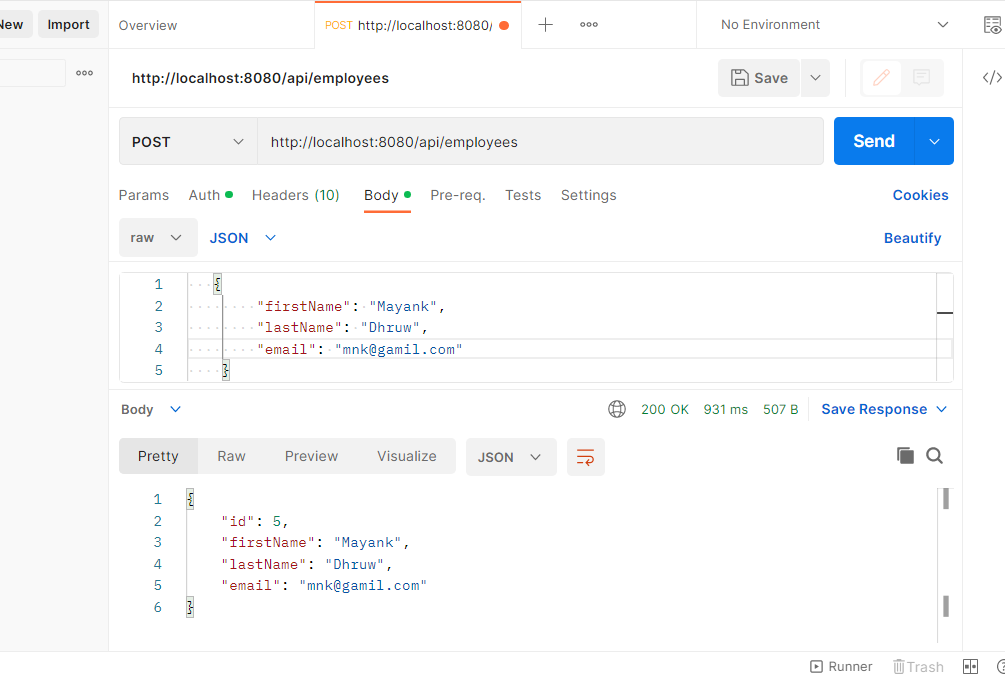 New Import Overview POST http://localhost:8080/ No Environment
http://localhost:8080/api/employees Save
POST http://localhost:8080/api/employees Send
Params Auth Headers (10) Body Pre-req. Tests Settings Cookies
raw JSON Beautify
1 {
2 "firstName": "Mayank",
3 "lastName": "Dhruw",
4 "email": "mnk@gamil.com"
5 }
Body 200 OK 931 ms 507 B Save Response
Pretty Raw Preview Visualize JSON
1 {
2 "id": 5,
3 "firstName": "Mayank",
4 "lastName": "Dhruw",
5 "email": "mnk@gamil.com"
6 }
Runner Trash